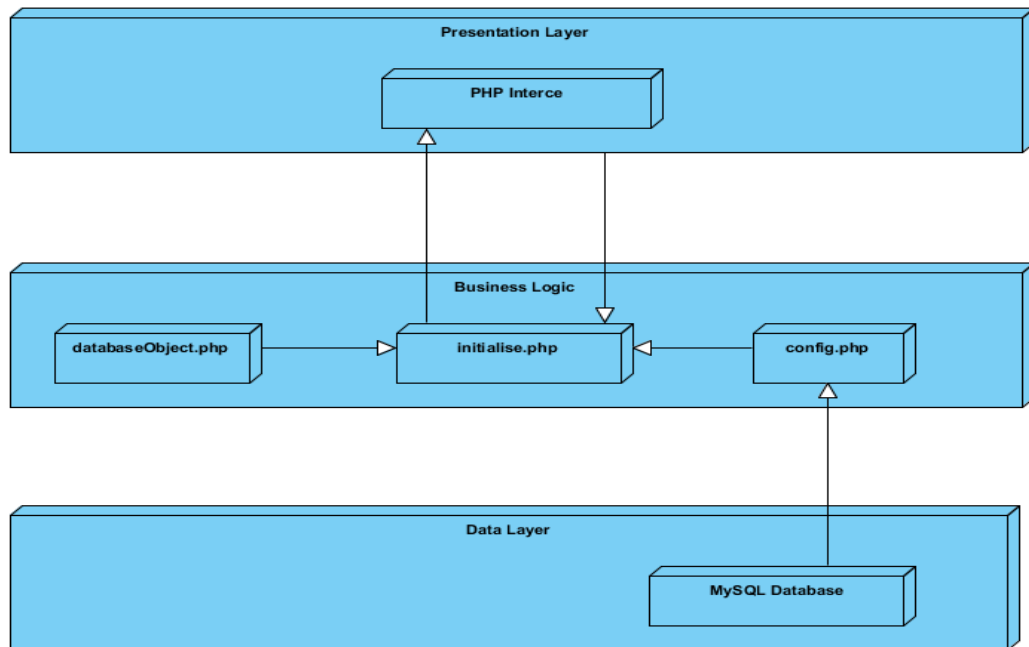 Presentation Layer
PHP Interce
Business Logic
databaseObject.php
initialise.php
config.php
Data Layer
MySQL Database